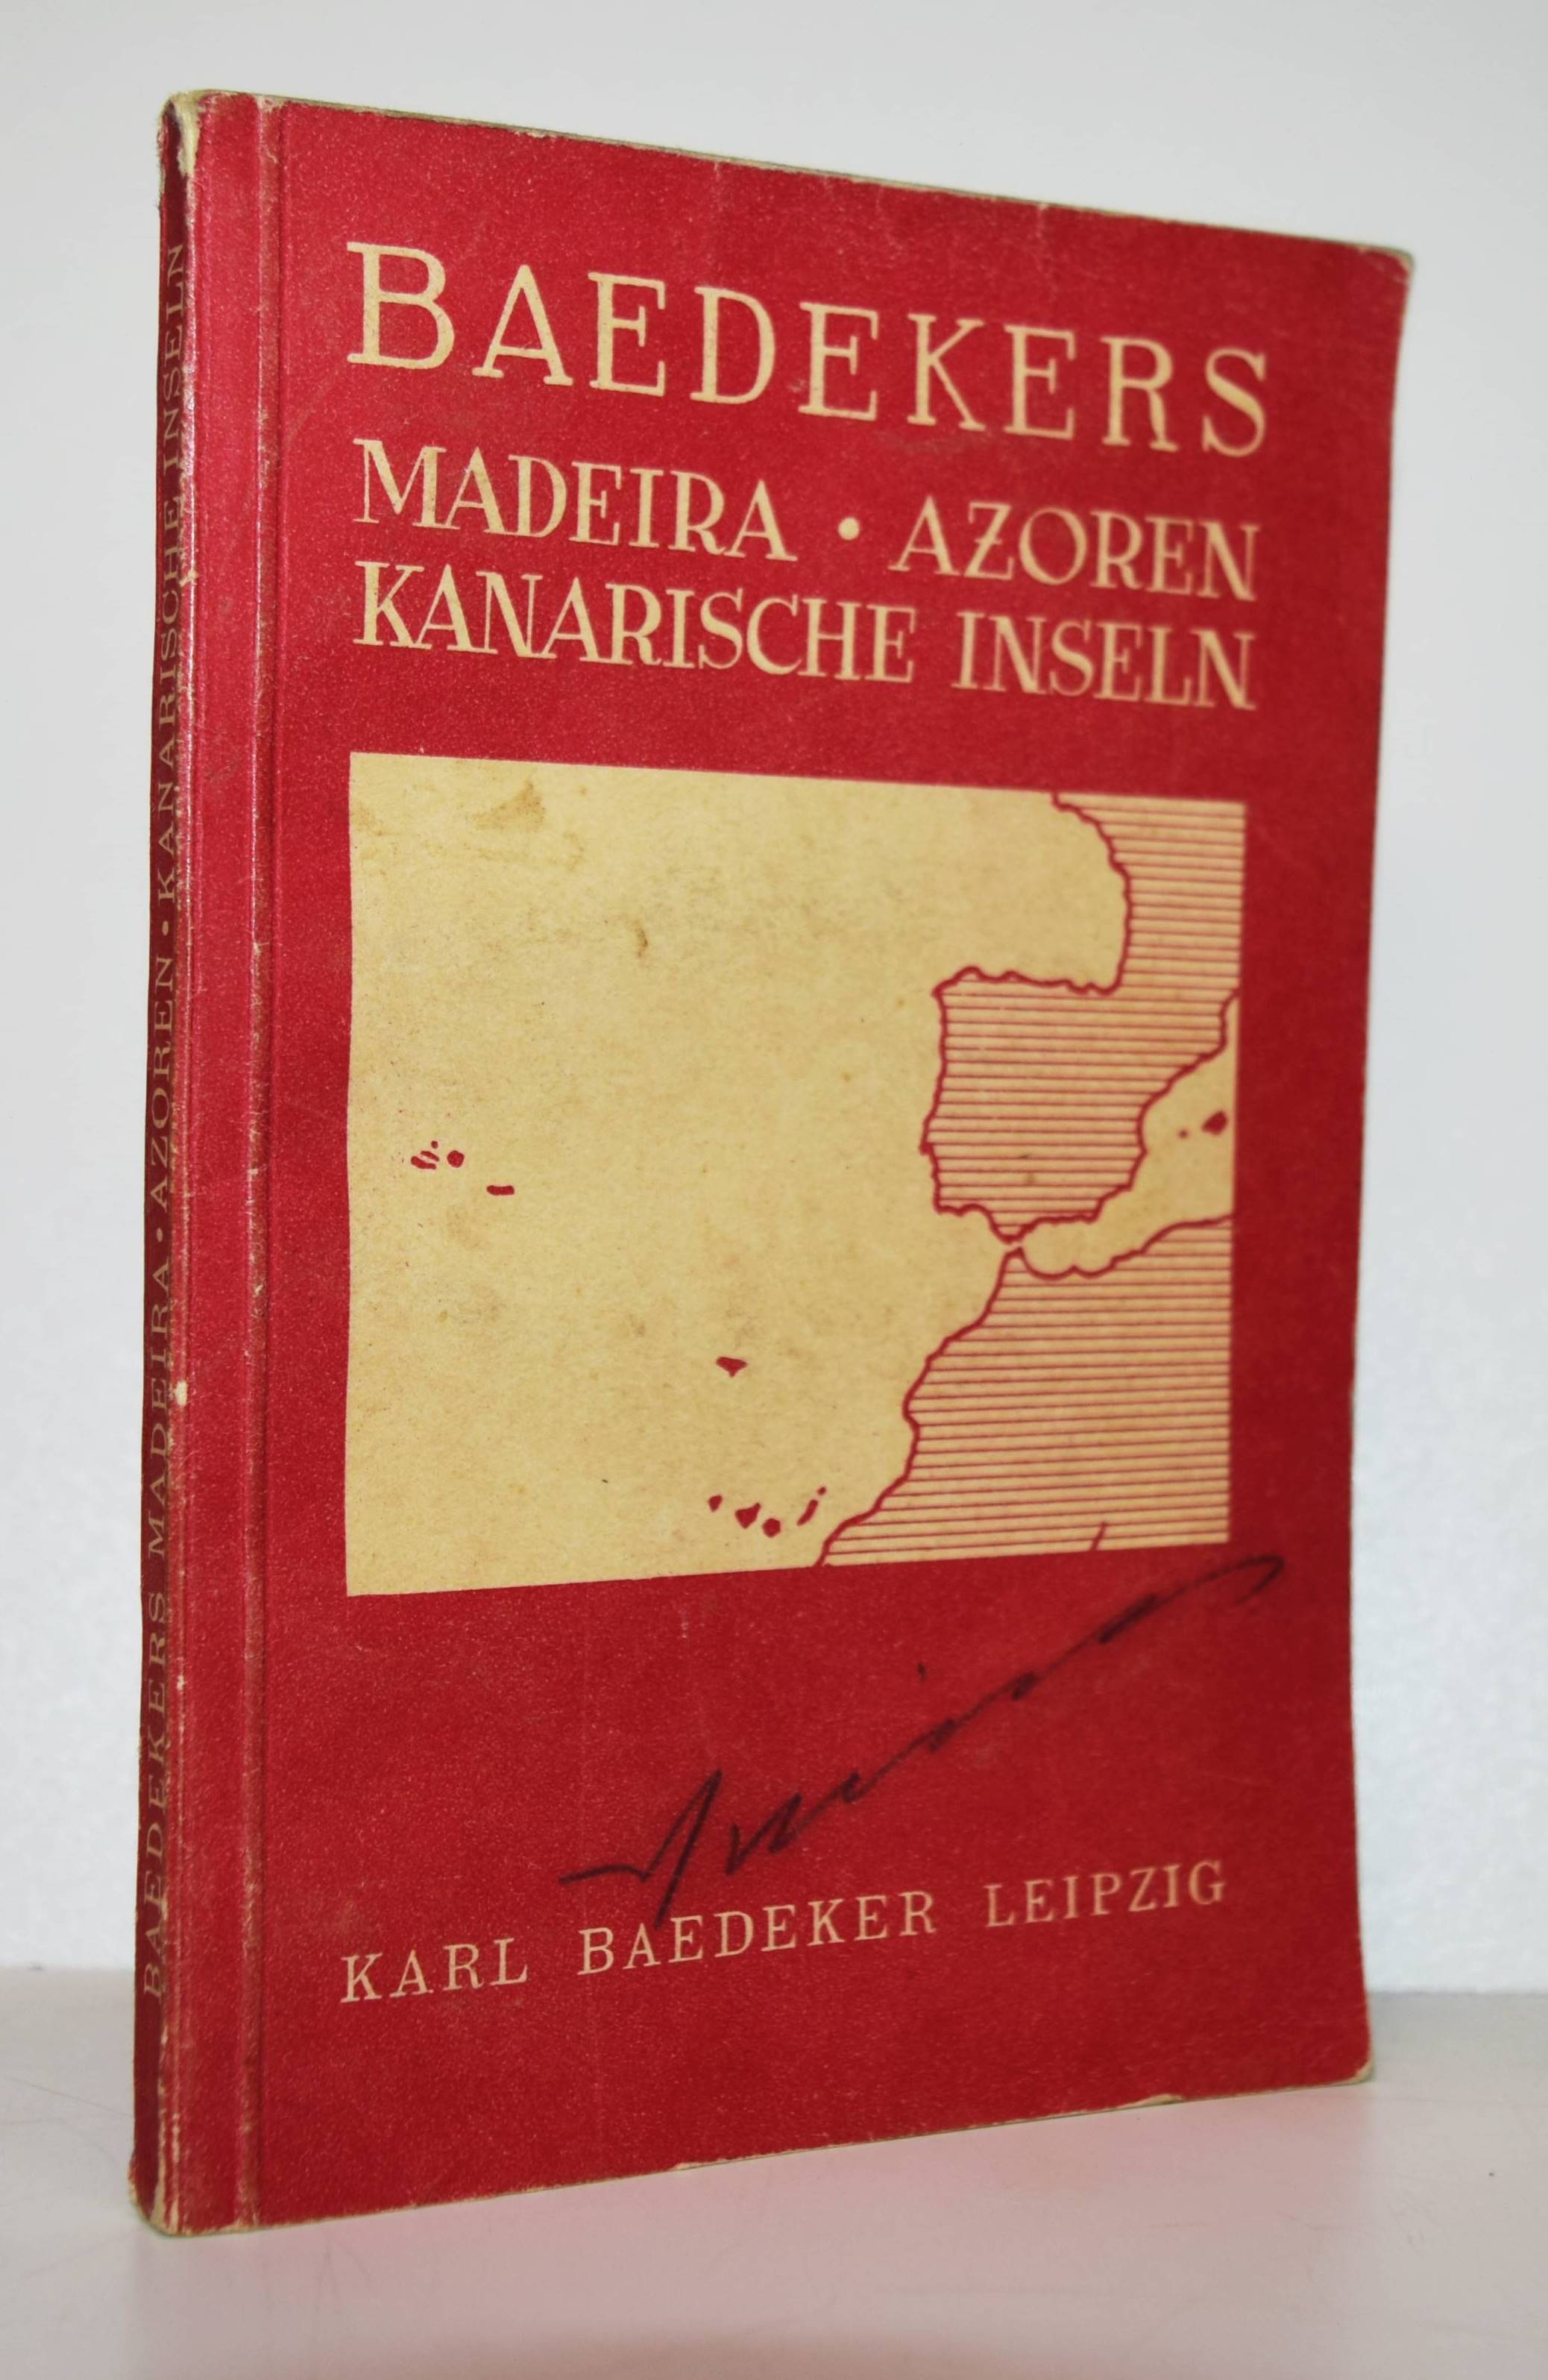 BAEDEKERS
MADEIRA • AZOREN
KANARISCHE INSELN
KARL BAEDEKER LEIPZIG
BAEDEKERS MADEIRA • AZOREN • KANARISCHE INSELN